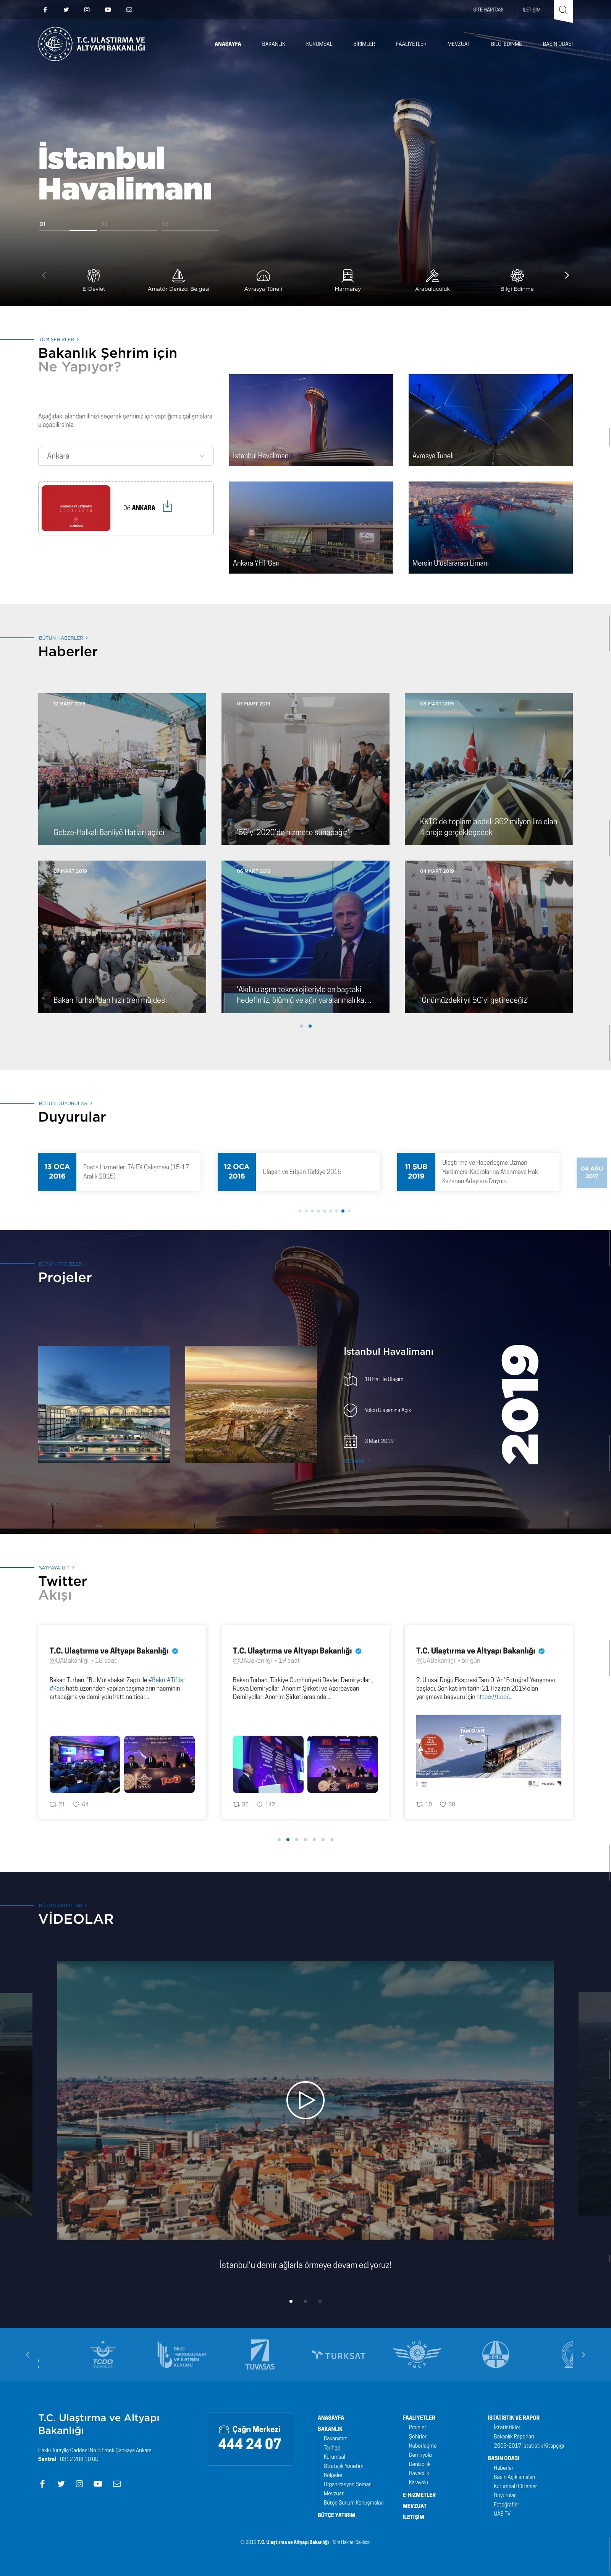 SİTE HARİTASI | İLETİŞİM
T.C. ULAŞTIRMA VE
ALTYAPI BAKANLIĞI
ANASAYFA BAKANLIK KURUMSAL BİRİMLER FAALİYETLER MEVZUAT BİLGİ EDİNME BASIN ODASI
İstanbul
Havalimanı
01 02 03
E-Devlet Amatör Denizci Belgesi Avrasya Tüneli Marmaray Arabuluculuk Bilgi Edinme
TÜM ŞEHİRLER
Bakanlık Şehrim için
Ne Yapıyor?
Aşağıdaki alandan ilinizi seçerek şehriniz için yaptığımız çalışmalara
ulaşabilirsiniz.
Ankara
06 ANKARA
İstanbul Havalimanı
Avrasya Tüneli
Ankara YHT Garı
Mersin Uluslararası Limanı
BÜTÜN HABERLER
Haberler
12 MART 2019
Gebze-Halkalı Banliyö Hatları açıldı
07 MART 2019
'5G'yi 2020'de hizmete sunacağız'
06 MART 2019
KKTC'de toplam bedeli 352 milyon lira olan
4 proje gerçekleşecek
MART 2019
Bakan Turhan'dan hızlı tren müjdesi
06 MART 2019
'Akıllı ulaşım teknolojileriyle en baştaki
hedefimiz, ölümlü ve ağır yaralanmalı ka...
04 MART 2019
'Önümüzdeki yıl 5G'yi getireceğiz'
BÜTÜN DUYURULAR
Duyurular
13 OCA
2016
Posta Hizmetleri TAIEX Çalışması (15-17
Aralık 2015)
12 OCA
2016
Ulaşan ve Erişen Türkiye 2015
11 ŞUB
2019
Ulaştırma ve Haberleşme Uzman
Yardımcısı Kadrolarına Atanmaya Hak
Kazanan Adaylara Duyuru
04 AĞU
2017
BÜTÜN PROJELER
Projeler
İstanbul Havalimanı
18 Hat İle Ulaşım
Yolcu Ulaşımına Açık
3 Mart 2019
2019
SAYFAYA GİT
Twitter
Akışı
T.C. Ulaştırma ve Altyapı Bakanlığı
@UABakanligi • 18 saat
Bakan Turhan, "Bu Mutabakat Zaptı ile #Bakü-#Tiflis-
#Kars hattı üzerinden yapılan taşımaların hacminin
artacağına ve demiryolu hattına ticar...
21 64
T.C. Ulaştırma ve Altyapı Bakanlığı
@UABakanligi • 19 saat
Bakan Turhan, Türkiye Cumhuriyeti Devlet Demiryolları,
Rusya Demiryolları Anonim Şirketi ve Azerbaycan
Demiryolları Anonim Şirketi arasında ...
35 142
T.C. Ulaştırma ve Altyapı Bakanlığı
@UABakanligi • bir gün
2. Ulusal Doğu Ekspresi Tam O 'An' Fotoğraf Yarışması
başladı. Son katılım tarihi 21 Haziran 2019 olan
yarışmaya başvuru için https://t.co/...
10 38
BÜTÜN VİDEOLAR
VİDEOLAR
İstanbul'u demir ağlarla örmeye devam ediyoruz!
TCDD
BİLGİ
TEKNOLOJİLERİ
VE İLETİŞİM
KURUMU
TUVASAS
TURKSAT
T.C. Ulaştırma ve Altyapı
Bakanlığı
Hakkı Turayliç Caddesi No:5 Emek Çankaya Ankara
Santral 0312 203 10 00
Çağrı Merkezi
444 24 07
ANASAYFA
BAKANLIK
Bakanımız
Tarihçe
Kurumsal
Stratejik Yönetim
Bölgeler
Organizasyon Şeması
Mevzuat
Bütçe Sunum Konuşmaları
BÜTÇE YATIRIM
FAALİYETLER
Projeler
Şehirler
Haberleşme
Demiryolu
Denizcilik
Havacılık
Karayolu
E-HİZMETLER
MEVZUAT
İLETİŞİM
İSTATİSTİK VE RAPOR
İstatistikler
Bakanlık Raporları
2003-2017 İstatistik Kitapçığı
BASIN ODASI
Haberler
Basın Açıklamaları
Kurumsal Bültenler
Duyurular
Fotoğraflar
UAB TV
© 2019 T.C. Ulaştırma ve Altyapı Bakanlığı - Tüm Hakları Saklıdır.